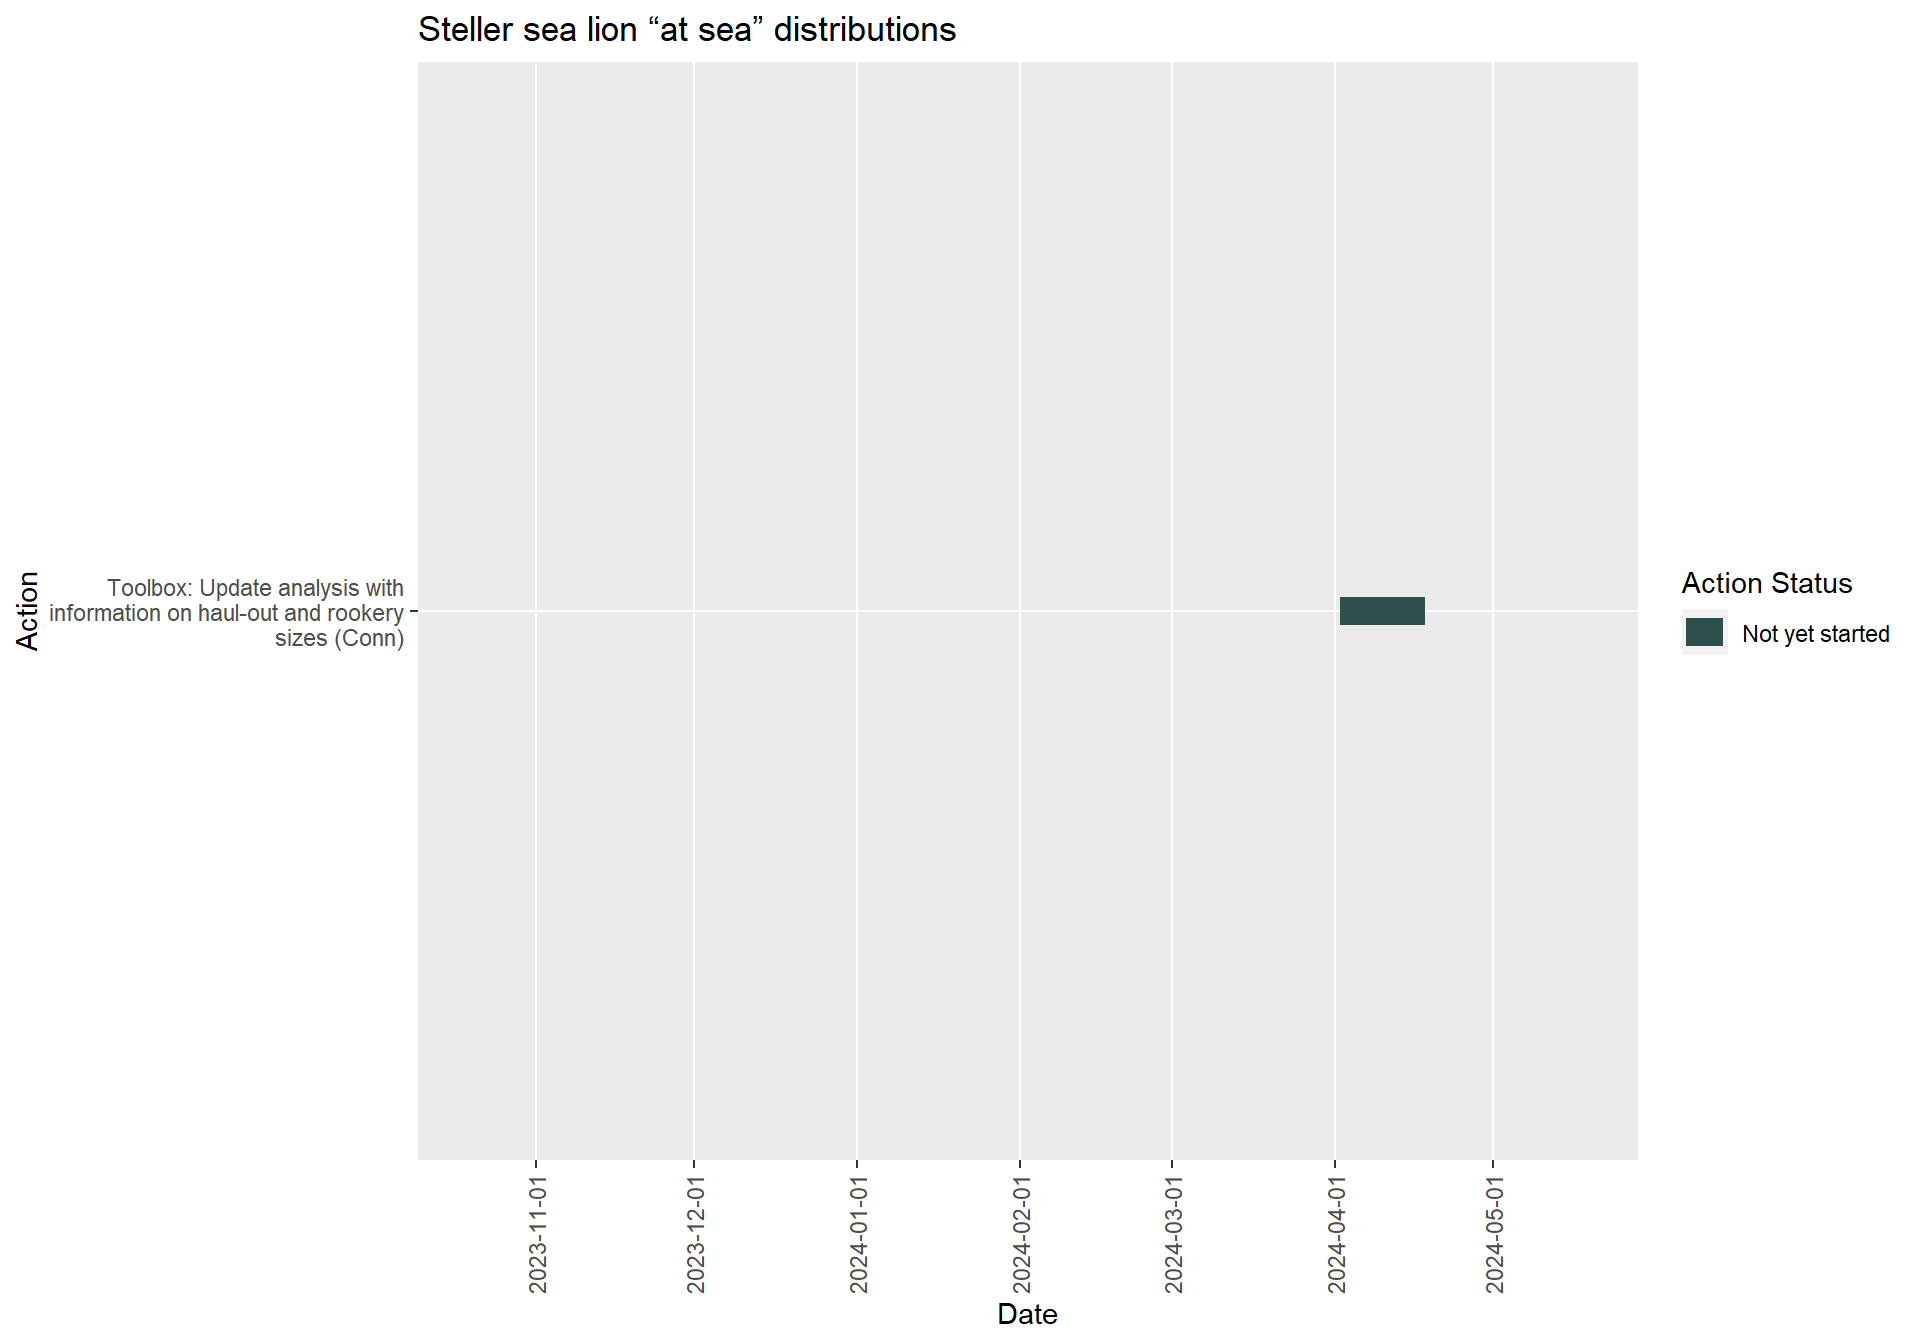 Steller sea lion “at sea” distributions
Action
Toolbox: Update analysis with
information on haul-out and rookery
sizes (Conn)
Action Status
Not yet started
2023-11-01
2023-12-01
2024-01-01
2024-02-01
2024-03-01
2024-04-01
2024-05-01
Date